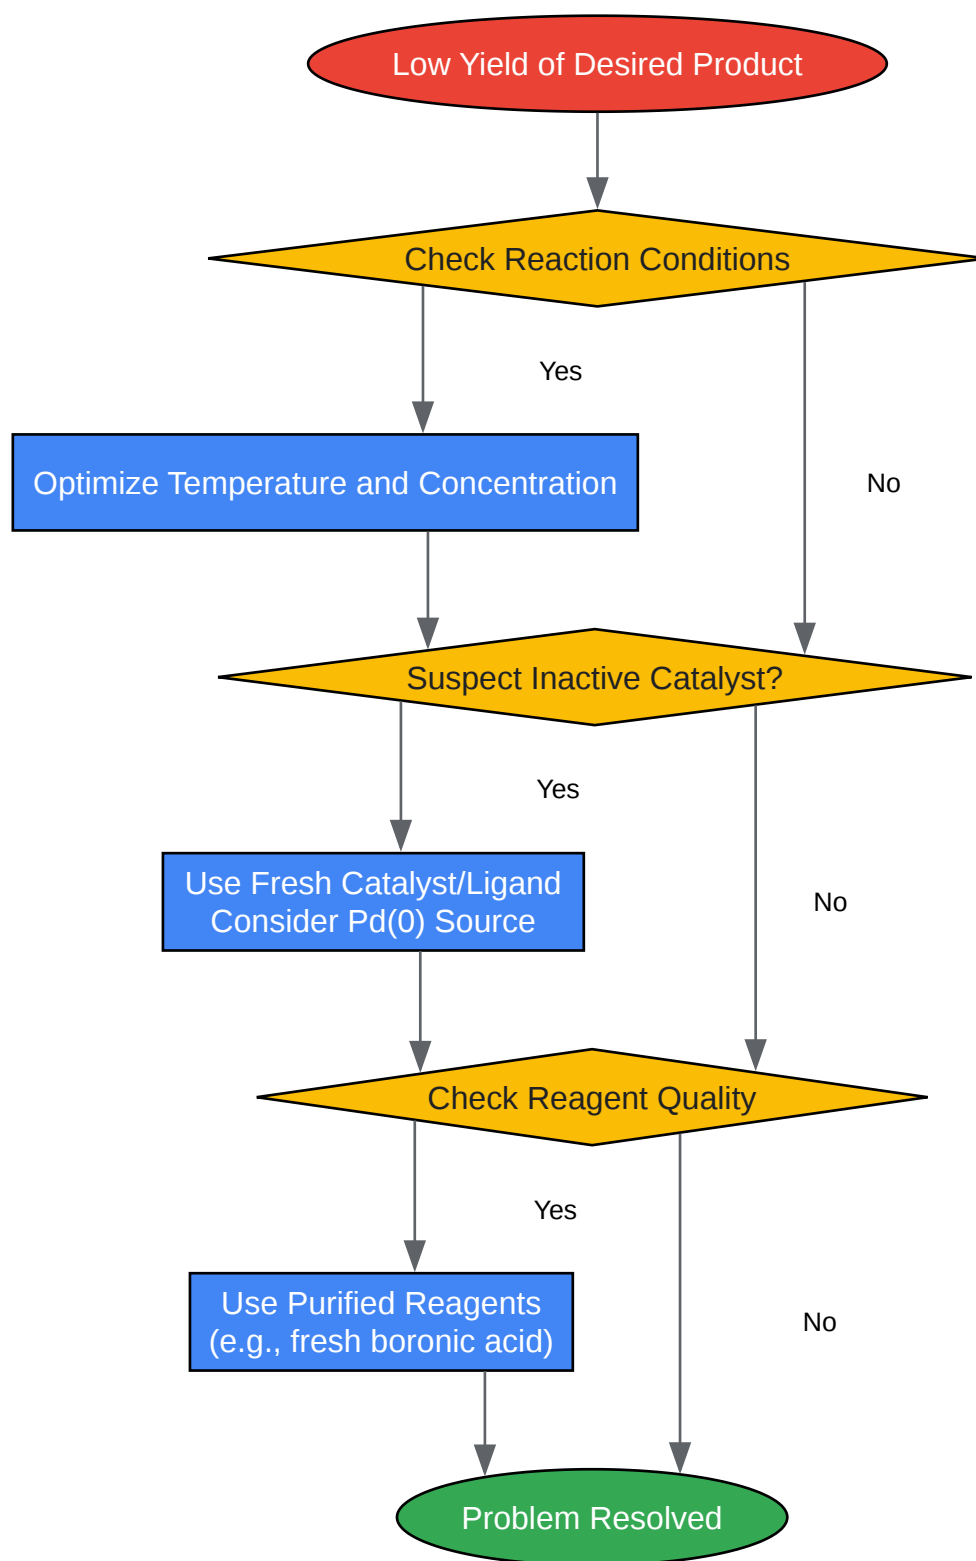 Low Yield of Desired Product
Check Reaction Conditions
Yes
Optimize Temperature and Concentration
No
Suspect Inactive Catalyst?
Yes
Use Fresh Catalyst/Ligand
Consider Pd(0) Source
No
Check Reagent Quality
Yes
Use Purified Reagents
(e.g., fresh boronic acid)
No
Problem Resolved